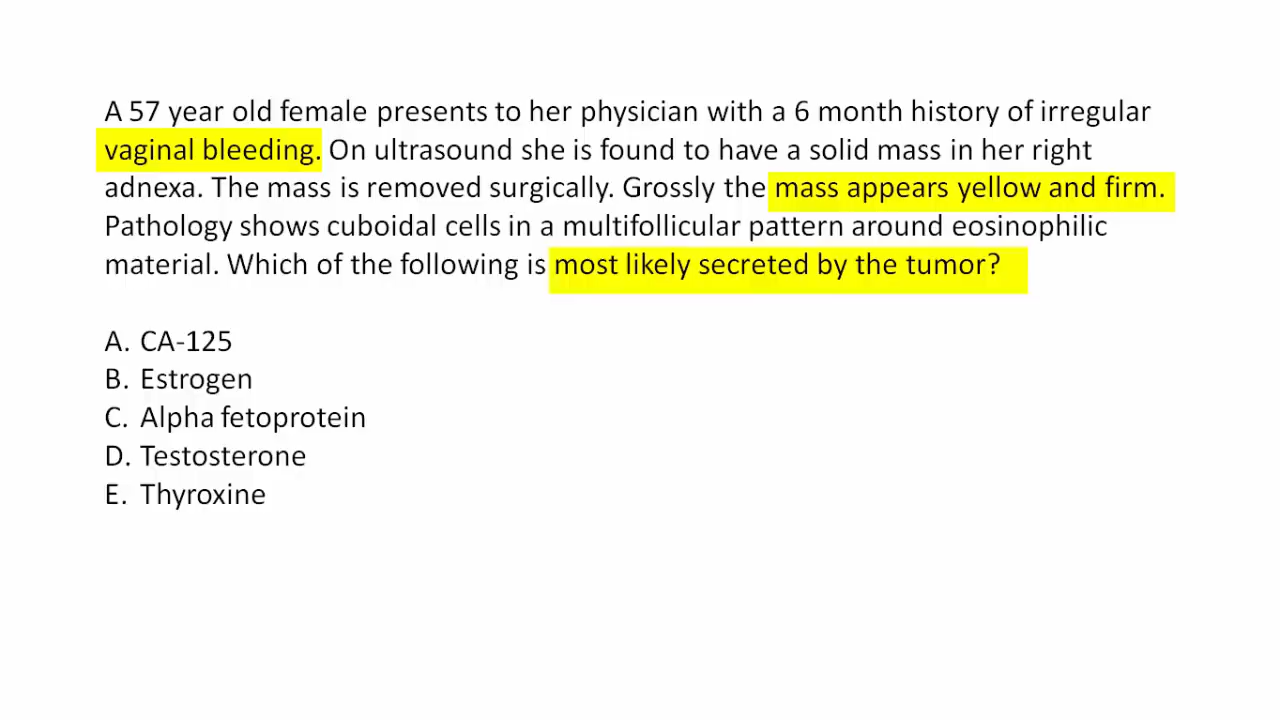 A 57 year old female presents to her physician with a 6 month history of irregular
vaginal bleeding. On ultrasound she is found to have a solid mass in her right
adnexa. The mass is removed surgically. Grossly the mass appears yellow and firm.
Pathology shows cuboidal cells in a multifollicular pattern around eosinophilic
material. Which of the following is most likely secreted by the tumor?
A. CA-125
B. Estrogen
C. Alpha fetoprotein
D. Testosterone
E. Thyroxine